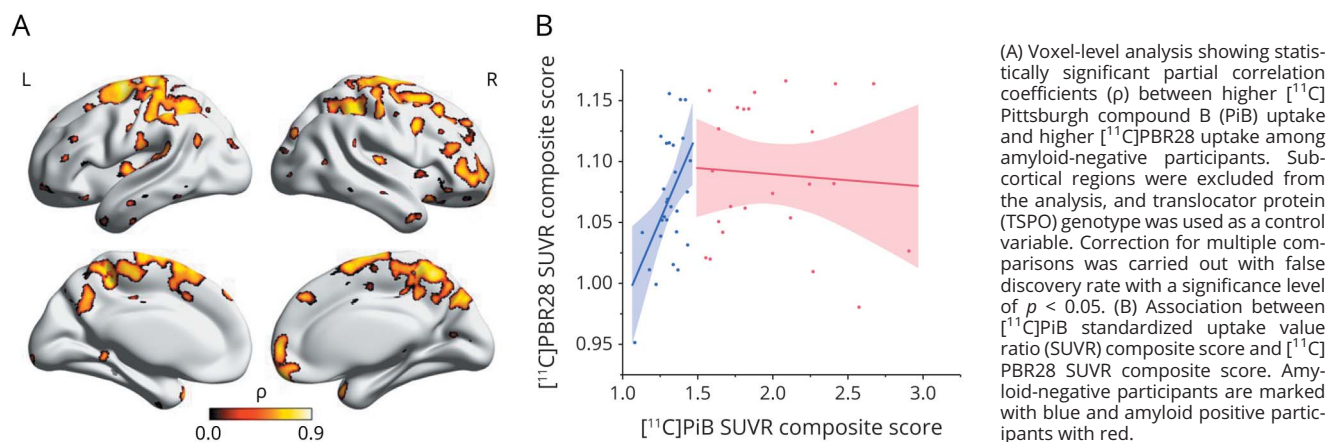 A
L
R
ρ
0.0
0.9
B
[¹¹C]PBR28 SUVR composite score
1.15
1.10
1.05
1.00
0.95
1.0
1.5
2.0
2.5
3.0
[¹¹C]PiB SUVR composite score
(A) Voxel-level analysis showing statis-
tically significant partial correlation
coefficients (ρ) between higher [¹¹C]
Pittsburgh compound B (PiB) uptake
and higher [¹¹C]PBR28 uptake among
amyloid-negative participants. Sub-
cortical regions were excluded from
the analysis, and translocator protein
(TSPO) genotype was used as a control
variable. Correction for multiple com-
parisons was carried out with false
discovery rate with a significance level
of p < 0.05. (B) Association between
[¹¹C]PiB standardized uptake value
ratio (SUVR) composite score and [¹¹C]
PBR28 SUVR composite score. Amy-
loid-negative participants are marked
with blue and amyloid positive partic-
ipants with red.